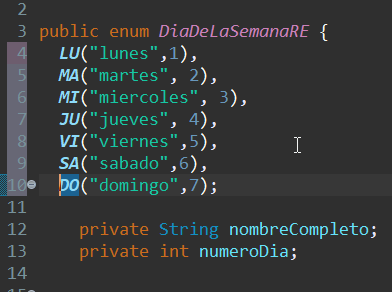 2
3 public enum DiaDeLaSemanaRE {
4 LU("lunes",1),
5 MA("martes", 2),
6 MI("miercoles", 3),
7 JU("jueves", 4),
8 VI("viernes",5),
9 SA("sabado",6),
10 DO("domingo",7);
11
12 private String nombreCompleto;
13 private int numeroDia;
14